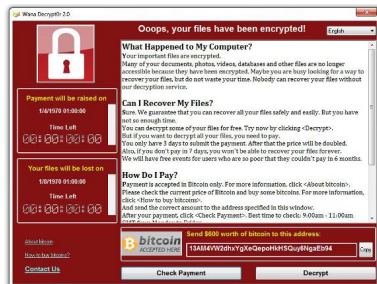 Wana Decrypt0r 2.0
Ooops, your files have been encrypted!
English
What Happened to My Computer?
Your important files are encrypted.
Many of your documents, photos, videos, databases and other files are no longer
accessible because they have been encrypted. Maybe you are busy looking for a way to
recover your files, but do not waste your time. Nobody can recover your files without
our decryption service.
Can I Recover My Files?
Sure. We guarantee that you can recover all your files safely and easily. But you have
not so enough time.
You can decrypt some of your files for free. Try now by clicking <Decrypt>.
But if you want to decrypt all your files, you need to pay.
You only have 3 days to submit the payment. After that the price will be doubled.
Also, if you don't pay in 7 days, you won't be able to recover your files forever.
We will have free events for users who are so poor that they couldn't pay in 6 months.
How Do I Pay?
Payment is accepted in Bitcoin only. For more information, click <About bitcoin>.
Please check the current price of Bitcoin and buy some bitcoins. For more information,
click <How to buy bitcoins>.
And send the correct amount to the address specified in this window.
After your payment, click <Check Payment>. Best time to check: 9:00am - 11:00am
Payment will be raised on
1/4/1970 01:00:00
Time Left
00:00:00:00
Your files will be lost on
1/8/1970 01:00:00
Time Left
00:00:00:00
About bitcoin
How to buy bitcoins?
Contact Us
bitcoin
ACCEPTED HERE
Send $600 worth of bitcoin to this address:
13AM4VW2dhxYgXeQepoHkHSQuy6NgaEb94
Copy
Check Payment
Decrypt